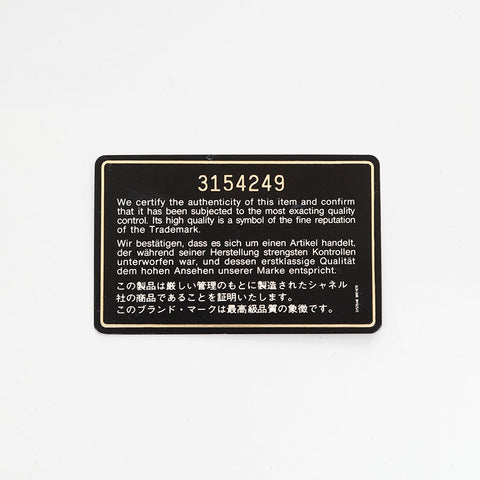 3154249
We certify the authenticity of this item and confirm
that it has been subjected to the most exacting quality
control. Its high quality is a symbol of the fine reputation
of the Trademark.
Wir bestätigen, dass es sich um einen Artikel handelt,
der während seiner Herstellung strengsten Kontrollen
unterworfen war, und dessen erstklassige Qualität
dem hohen Ansehen unserer Marke entspricht.
この製品は厳しい管理のもとに製造されたシャネル
社の商品であることを証明いたします。
このブランド・マークは最高級品質の象徴です。